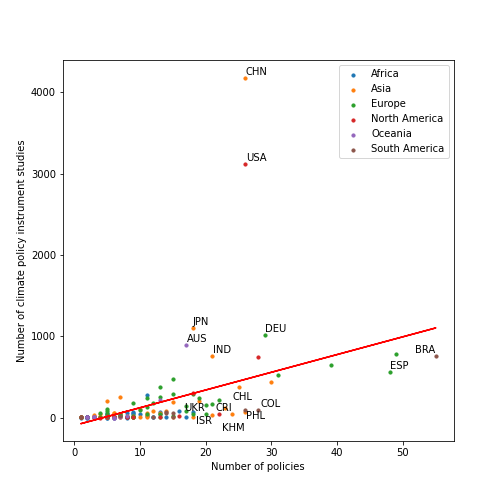 CHN
Africa
Asia
Europe
North America
Oceania
South America
4000
USA
3000
2000
JPN
AUS
DEU
IND
BRA
1000
ESP
CHL
UKR
CRI
COL
PHL
ISR
KHM
0
0
10
20
30
40
50
Number of policies
Number of climate policy instrument studies